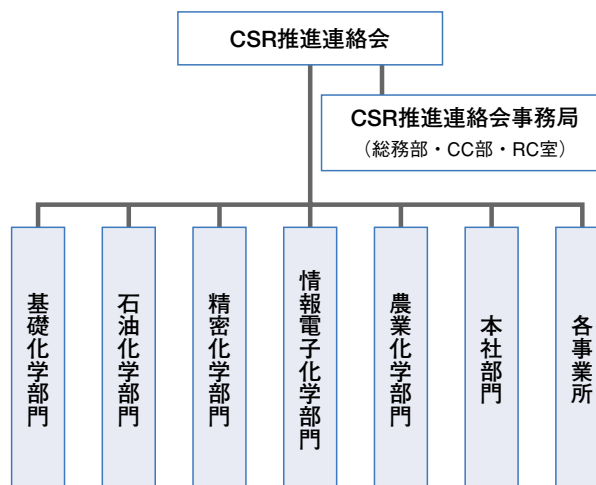 CSR推進連絡会
CSR推進連絡会事務局
（総務部・CC部・RC室）
基礎化学部門
石油化学部門
精密化学部門
情報電子化学部門
農業化学部門
本社部門
各事業所